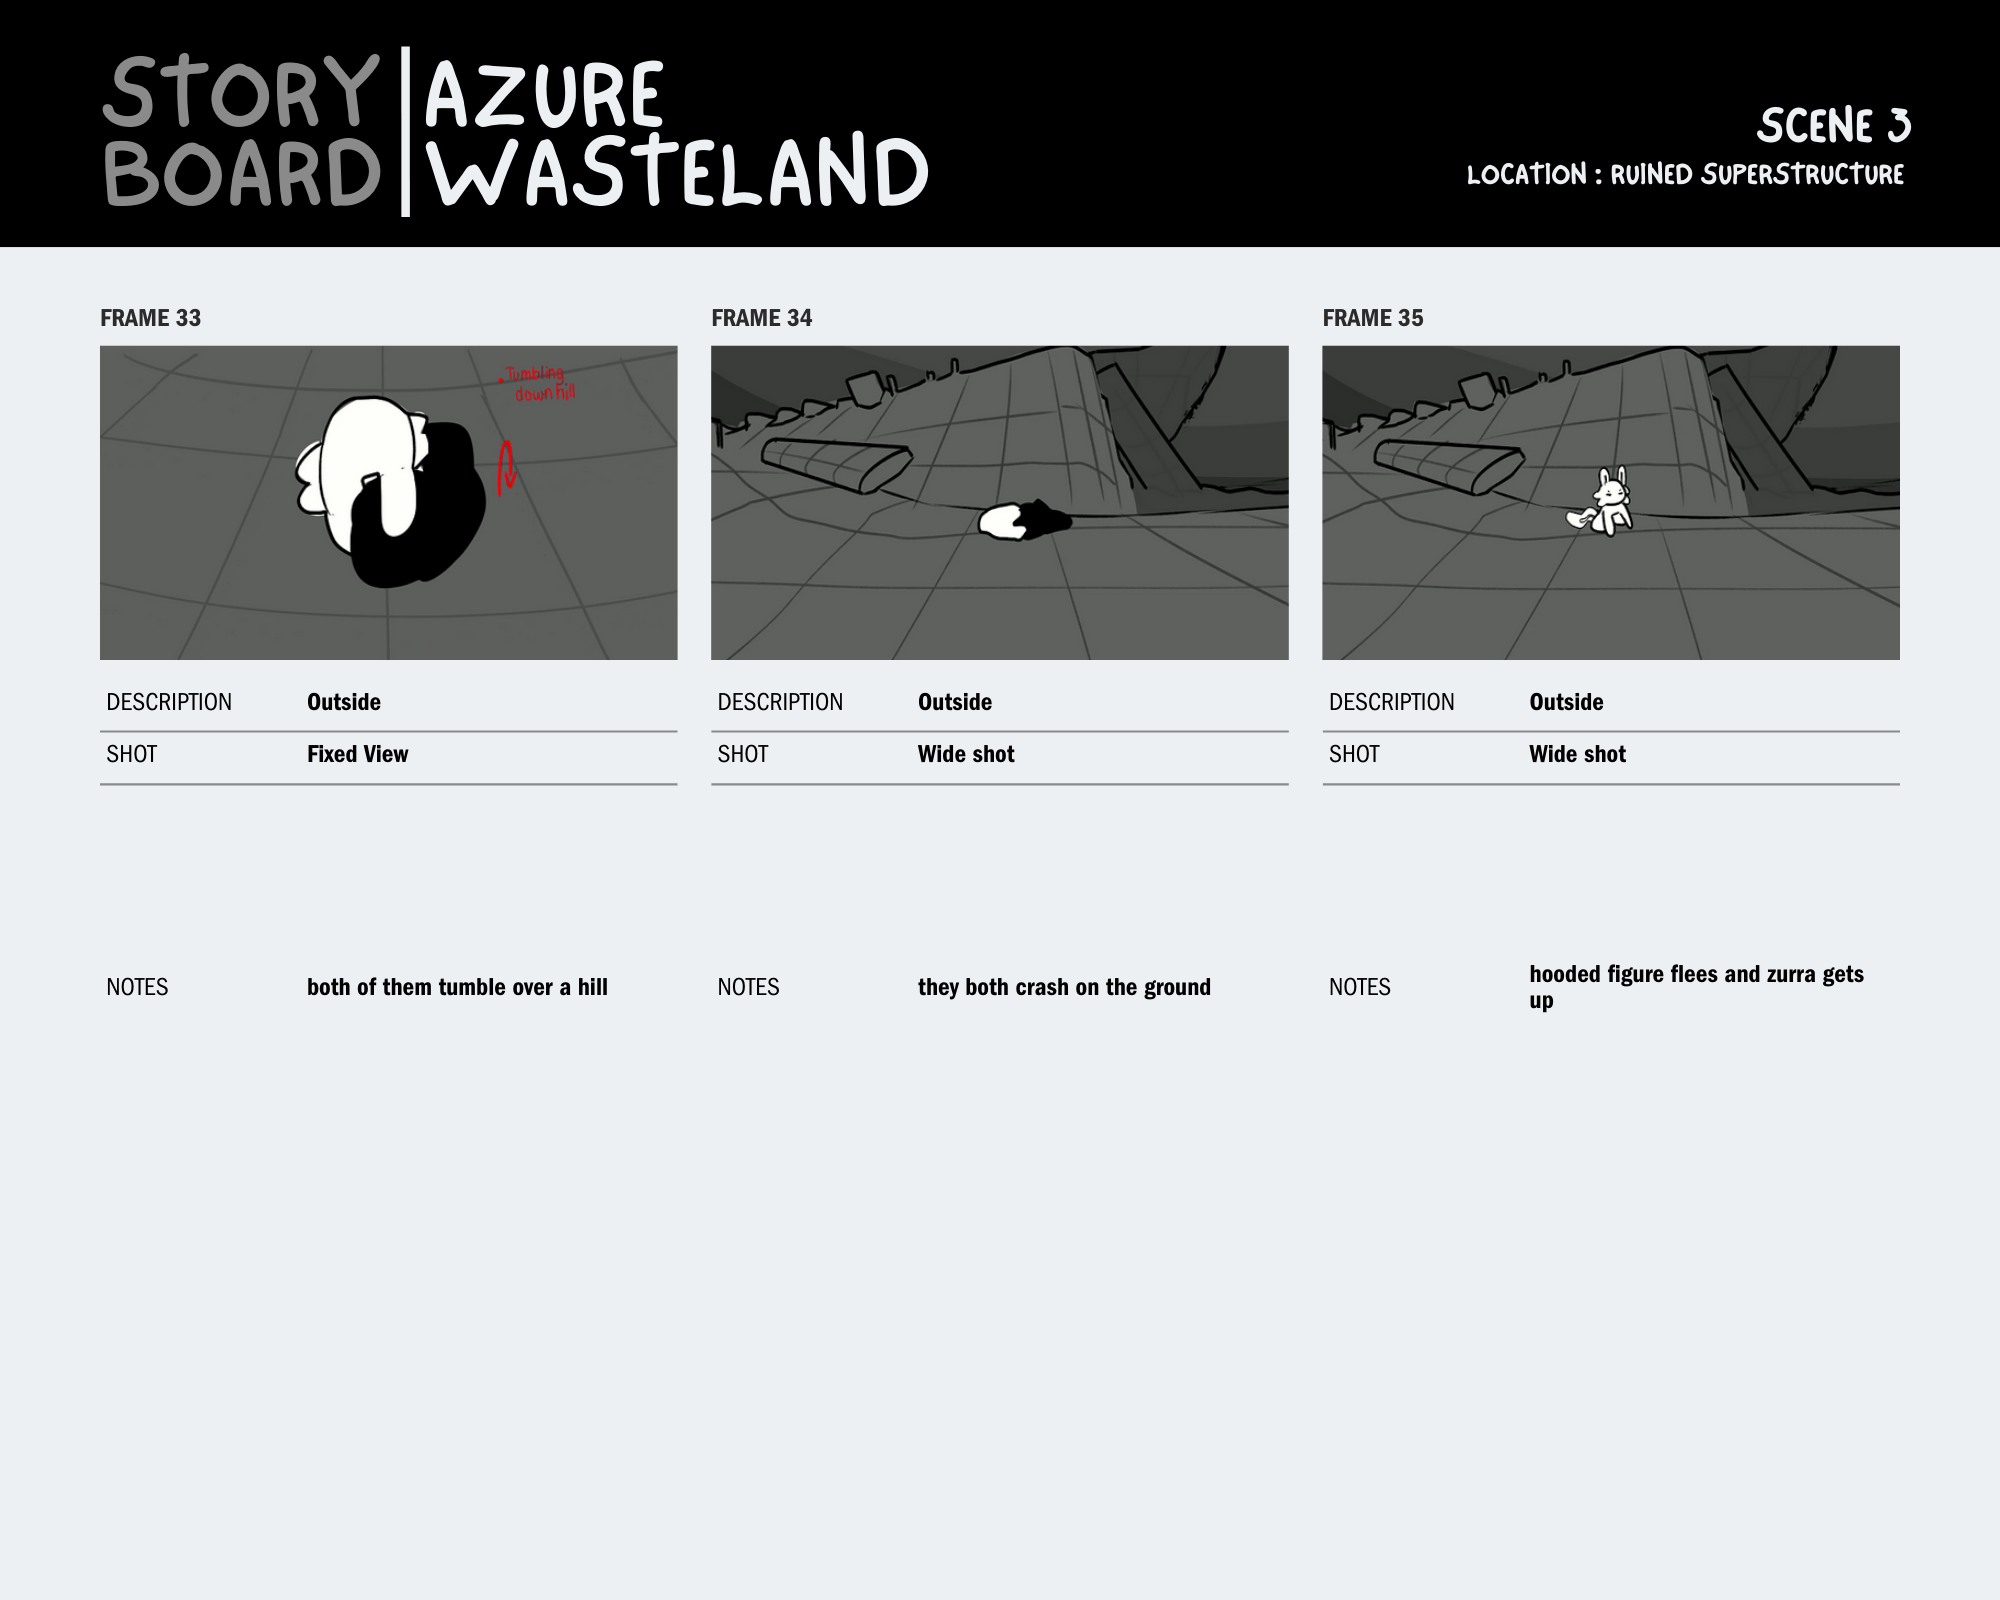 STORY
BOARD
AZURE
WASTELAND
SCENE 3
LOCATION : RUINED SUPERSTRUCTURE
FRAME 33
Tumbling
down hill
DESCRIPTION Outside
SHOT Fixed View
NOTES both of them tumble over a hill
FRAME 34
DESCRIPTION Outside
SHOT Wide shot
NOTES they both crash on the ground
FRAME 35
DESCRIPTION Outside
SHOT Wide shot
NOTES hooded figure flees and zurra gets
up